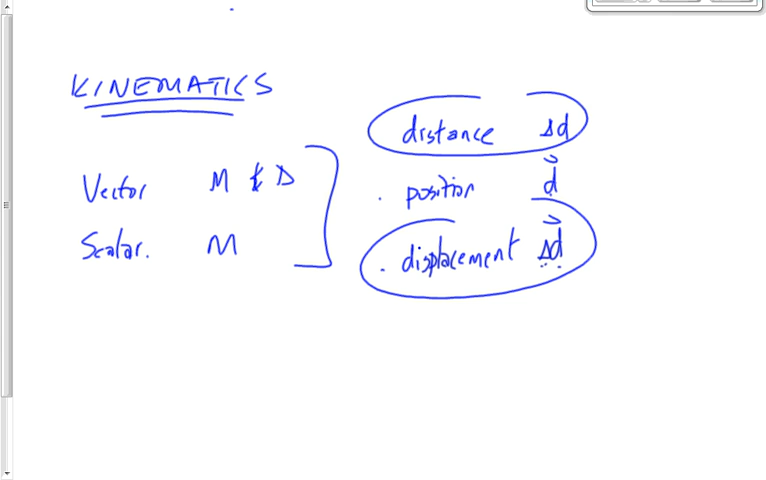 KINEMATICS
Vector M & D
Scalar. M
distance Δd
. position d⃗
. displacement Δd⃗